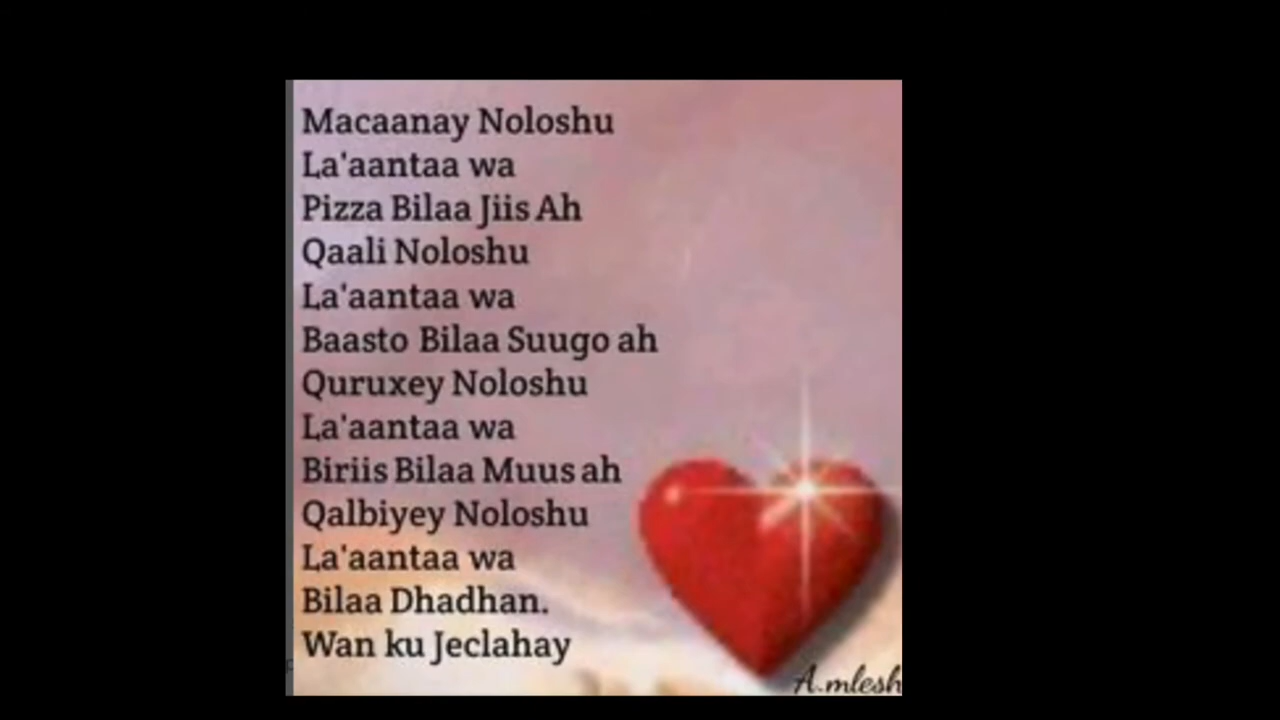 Macaanay Noloshu
La'aantaa wa
Pizza Bilaa Jiis Ah
Qaali Noloshu
La'aantaa wa
Baasto Bilaa Suugo ah
Quruxey Noloshu
La'aantaa wa
Biriis Bilaa Muus ah
Qalbiyey Noloshu
La'aantaa wa
Bilaa Dhadhan.
Wan ku Jeclahay
A.mlesh